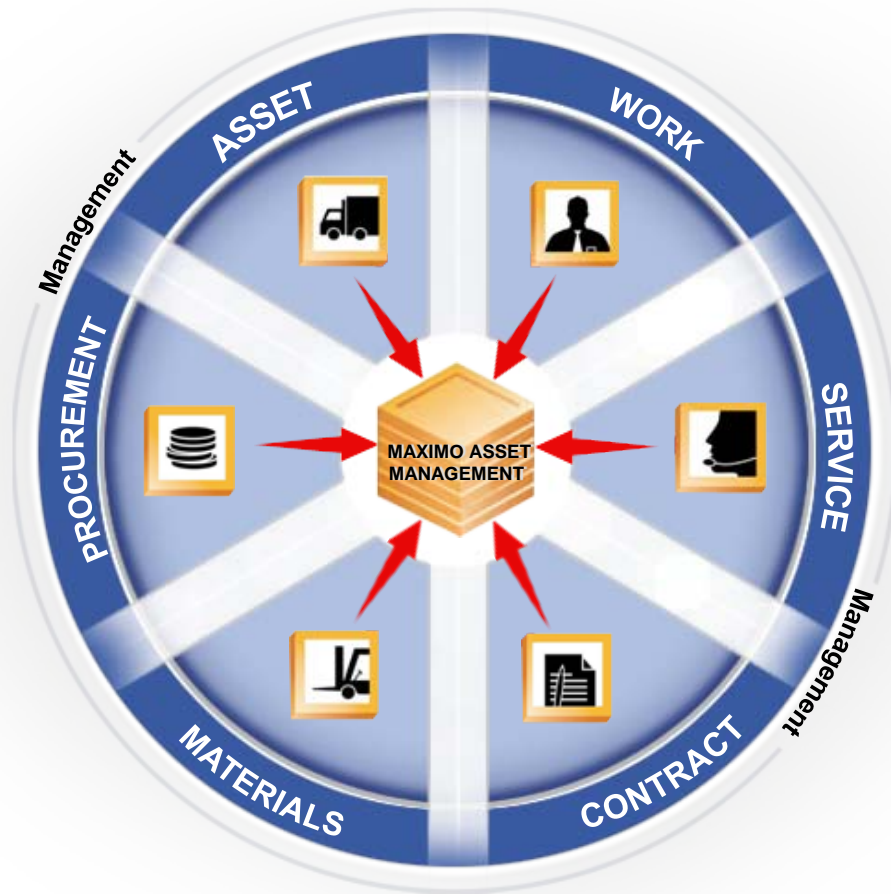 Management
ASSET
WORK
PROCUREMENT
SERVICE
MAXIMO ASSET
MANAGEMENT
Management
MATERIALS
CONTRACT